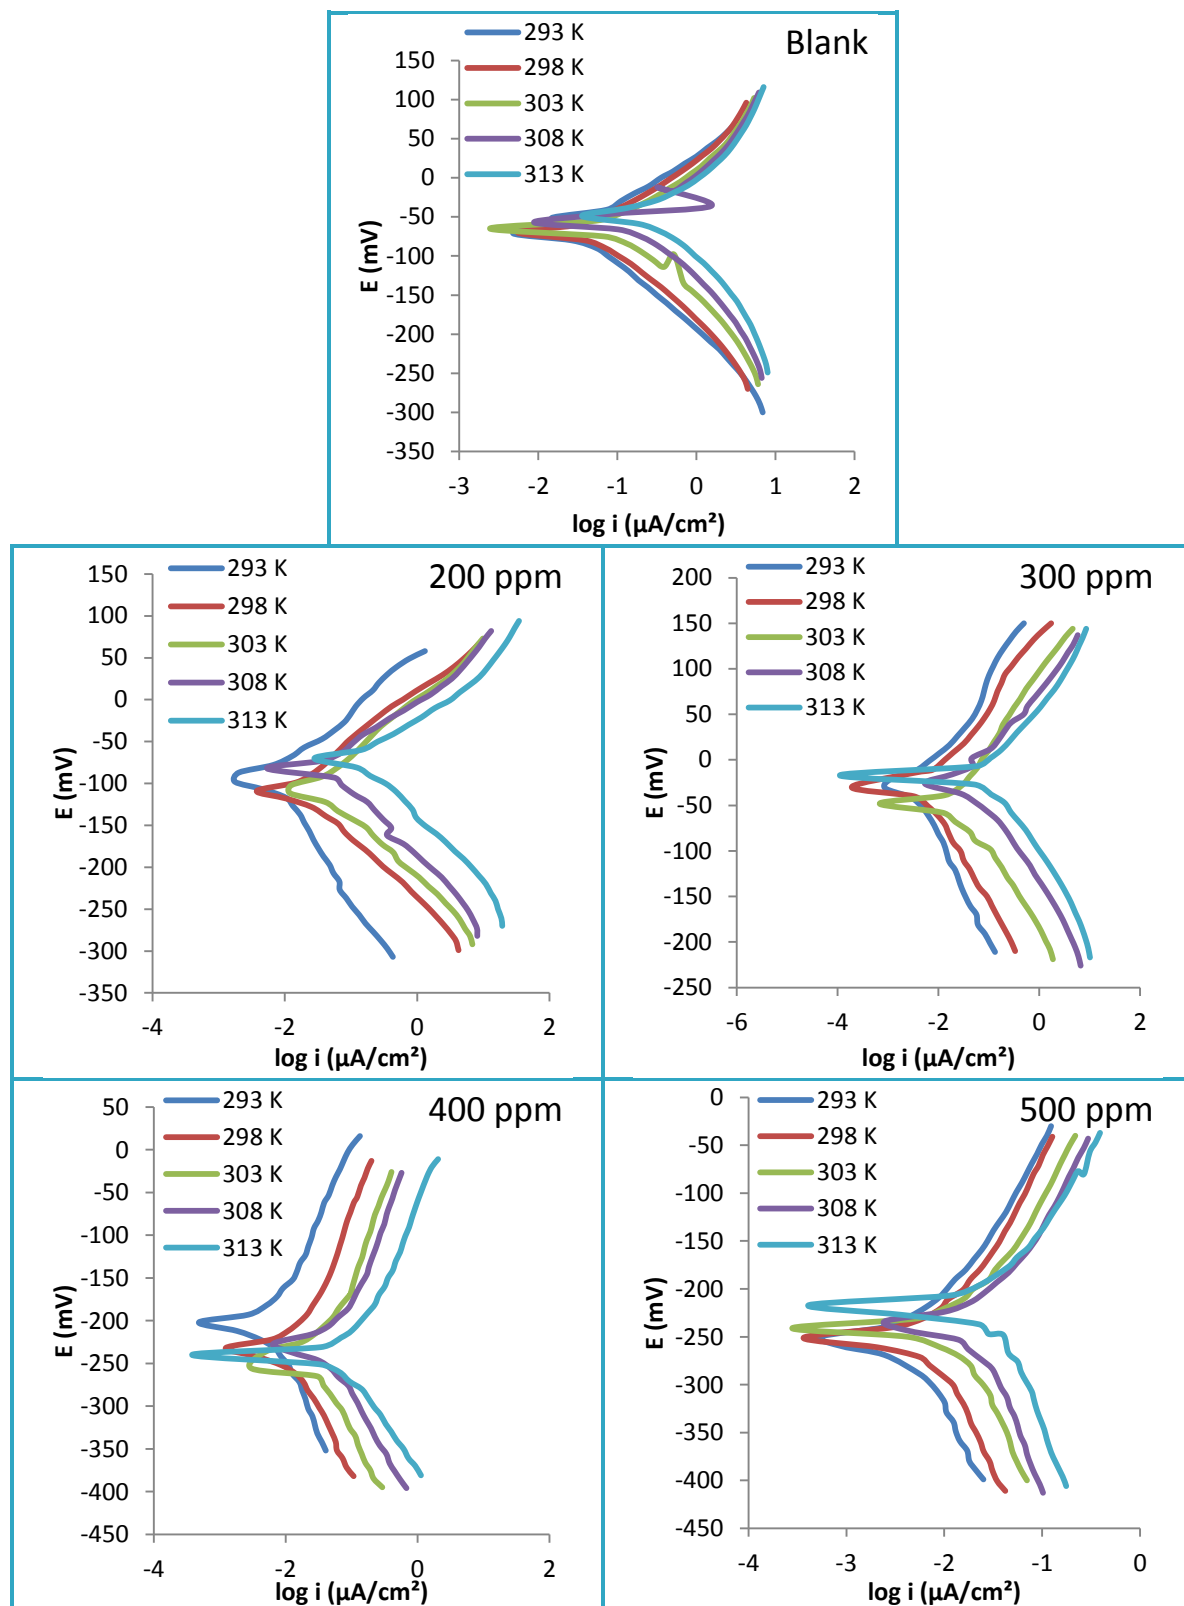 Blank
293 K
298 K
303 K
308 K
313 K
150
100
50
0
-50
-100
-150
-200
-250
-300
-350
E (mV)
-3 -2 -1 0 1 2
log i (µA/cm²)
200 ppm
293 K
298 K
303 K
308 K
313 K
150
100
50
0
-50
-100
-150
-200
-250
-300
-350
E (mV)
-4 -2 0 2
log i (µA/cm²)
300 ppm
293 K
298 K
303 K
308 K
313 K
200
150
100
50
0
-50
-100
-150
-200
-250
E (mV)
-6 -4 -2 0 2
log i (µA/cm²)
400 ppm
293 K
298 K
303 K
308 K
313 K
50
0
-50
-100
-150
-200
-250
-300
-350
-400
-450
E (mV)
-4 -2 0 2
log i (µA/cm²)
500 ppm
293 K
298 K
303 K
308 K
313 K
0
-50
-100
-150
-200
-250
-300
-350
-400
-450
E (mV)
-4 -3 -2 -1 0
log i (µA/cm²)